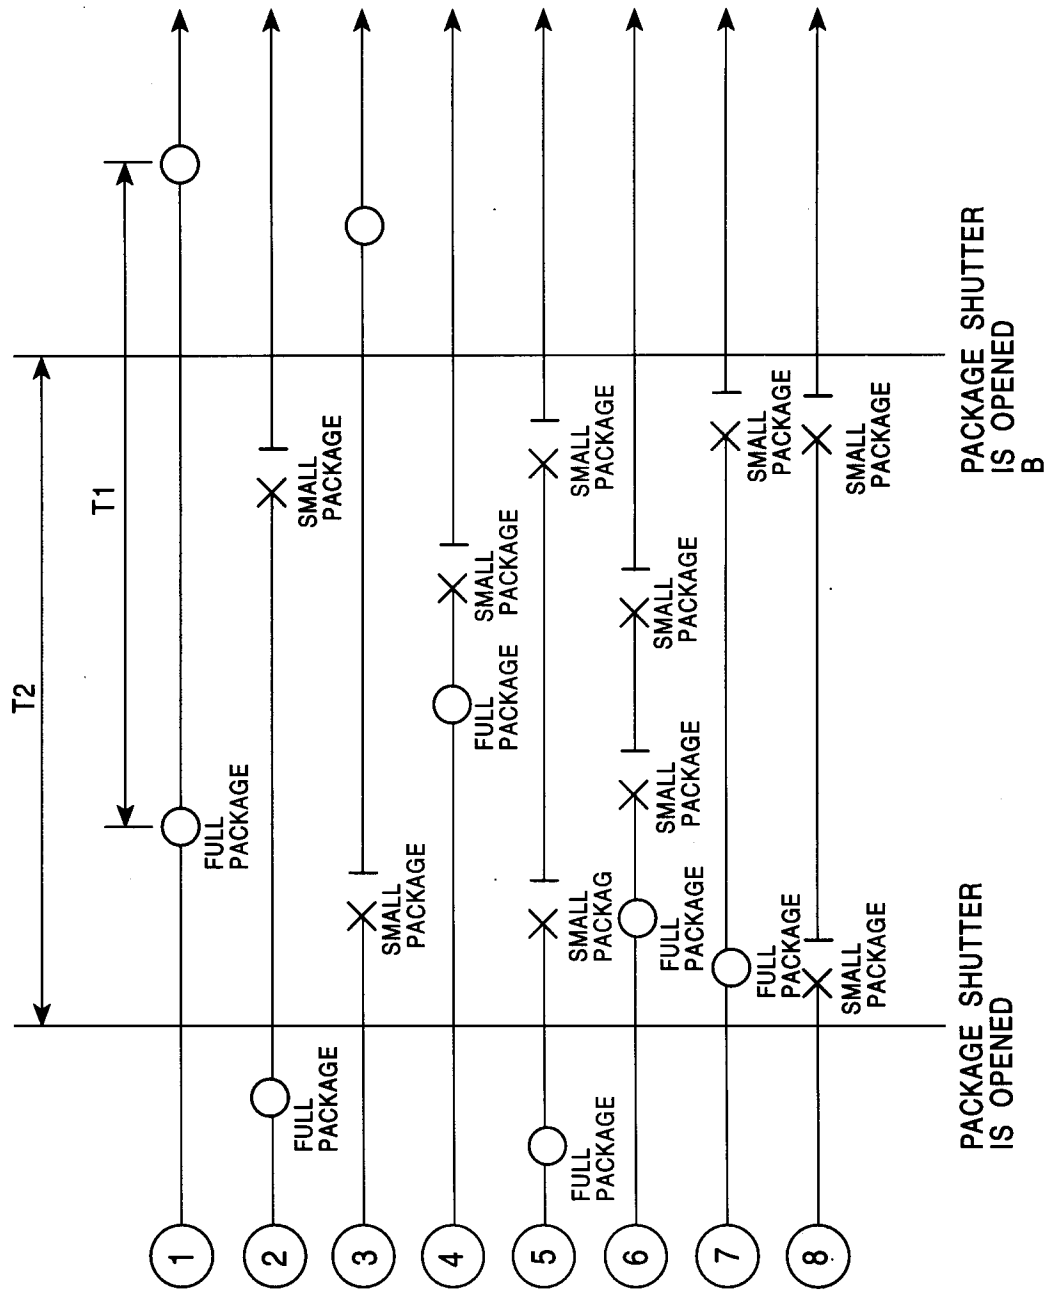 T2
T1
1
FULL
PACKAGE
2
FULL
PACKAGE
SMALL
PACKAGE
3
SMALL
PACKAGE
4
FULL
PACKAGE
SMALL
PACKAGE
5
FULL
PACKAGE
SMALL
PACKAG
SMALL
PACKAGE
6
FULL
PACKAGE
SMALL
PACKAGE
SMALL
PACKAGE
7
FULL
PACKAGE
SMALL
PACKAGE
8
SMALL
PACKAGE
SMALL
PACKAGE
PACKAGE SHUTTER
IS OPENED
PACKAGE SHUTTER
IS OPENED
B